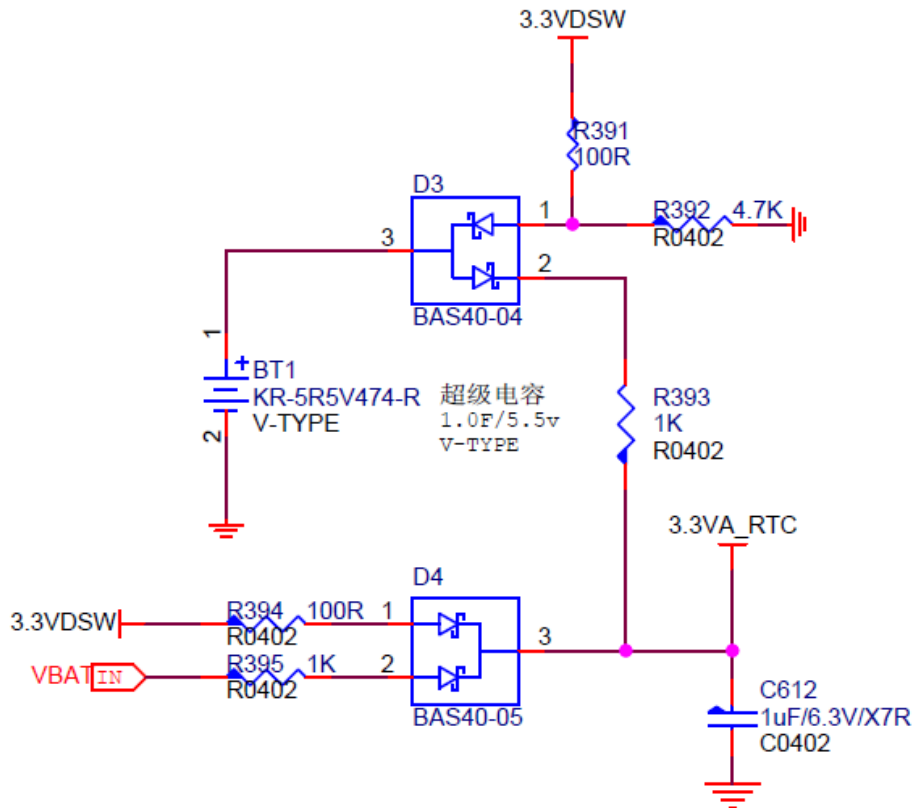 3.3VDSW
R391
100R
D3
1
R392
4.7K
R0402
3
2
BAS40-04
1
BT1
KR-5R5V474-R
V-TYPE
2
超级电容
1.0F/5.5v
V-TYPE
R393
1K
R0402
3.3VA_RTC
D4
3.3VDSW
R394
100R
R0402
1
3
VBAT
IN
R395
1K
R0402
2
BAS40-05
C612
1uF/6.3V/X7R
C0402